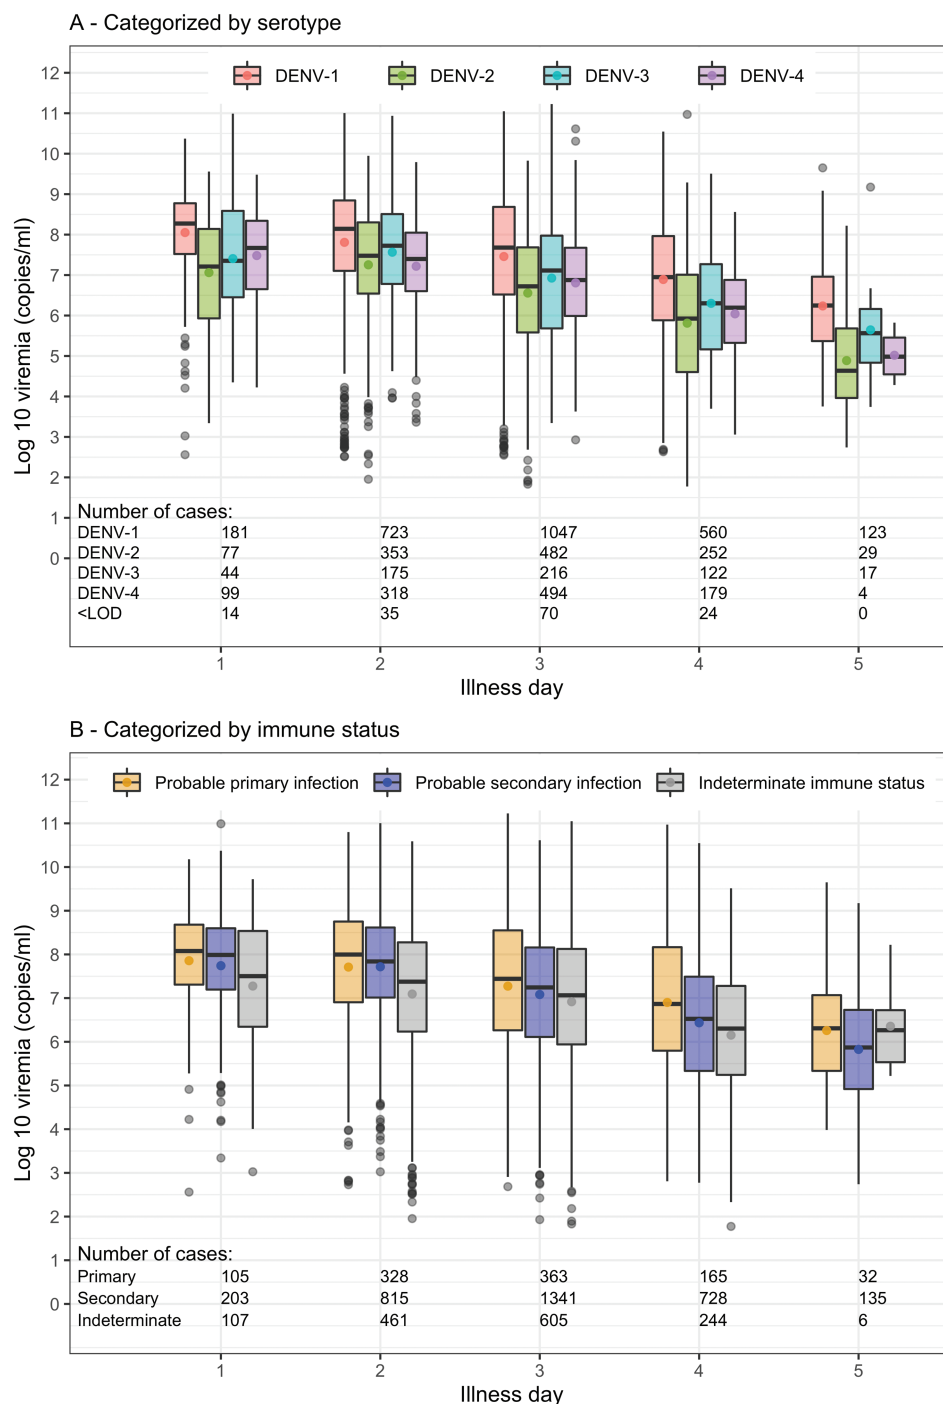 A - Categorized by serotype
DENV-1 DENV-2 DENV-3 DENV-4
12
11
10
9
8
7
6
5
4
3
2
1
0
Log 10 viremia (copies/ml)
Number of cases:
DENV-1 181 723 1047 560 123
DENV-2 77 353 482 252 29
DENV-3 44 175 216 122 17
DENV-4 99 318 494 179 4
<LOD 14 35 70 24 0
1 2 3 4 5
Illness day
B - Categorized by immune status
Probable primary infection Probable secondary infection Indeterminate immune status
12
11
10
9
8
7
6
5
4
3
2
1
0
Log 10 viremia (copies/ml)
Number of cases:
Primary 105 328 363 165 32
Secondary 203 815 1341 728 135
Indeterminate 107 461 605 244 6
1 2 3 4 5
Illness day